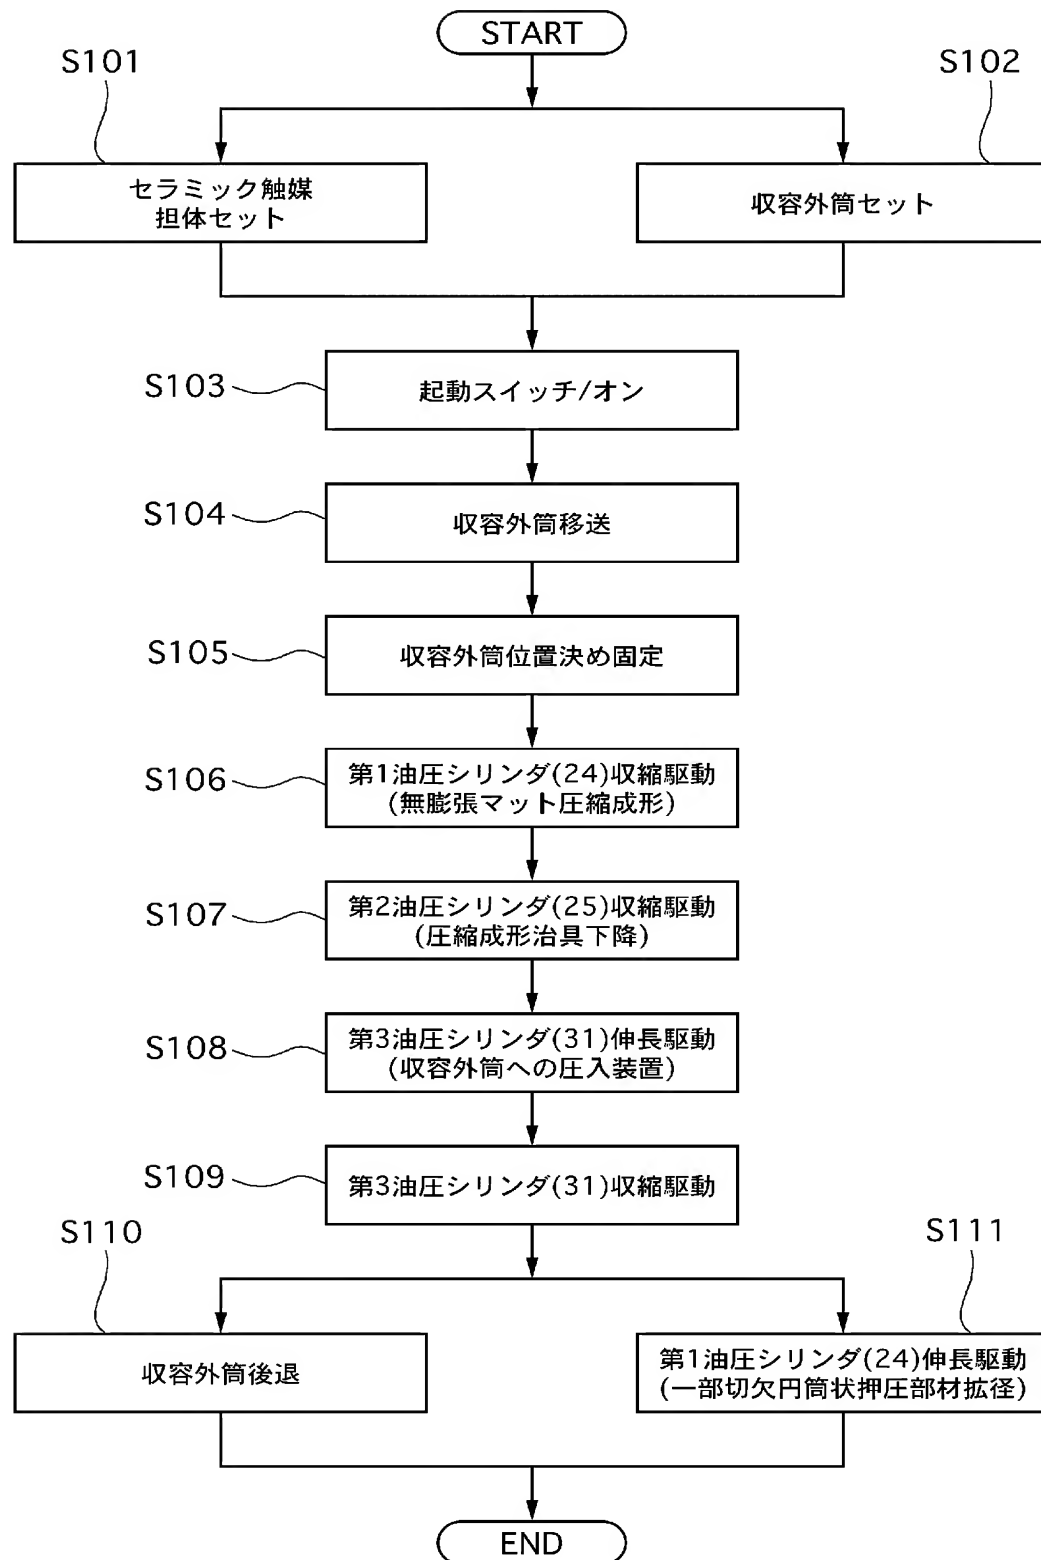 START
S101
S102
セラミック触媒
担体セット
収容外筒セット
S103
起動スイッチ/オン
S104
収容外筒移送
S105
収容外筒位置決め固定
S106
第1油圧シリンダ(24)収縮駆動
(無膨張マット圧縮成形)
S107
第2油圧シリンダ(25)収縮駆動
(圧縮成形治具下降)
S108
第3油圧シリンダ(31)伸長駆動
(収容外筒への圧入装置)
S109
第3油圧シリンダ(31)収縮駆動
S110
S111
収容外筒後退
第1油圧シリンダ(24)伸長駆動
(一部切欠円筒状押圧部材拡径)
END